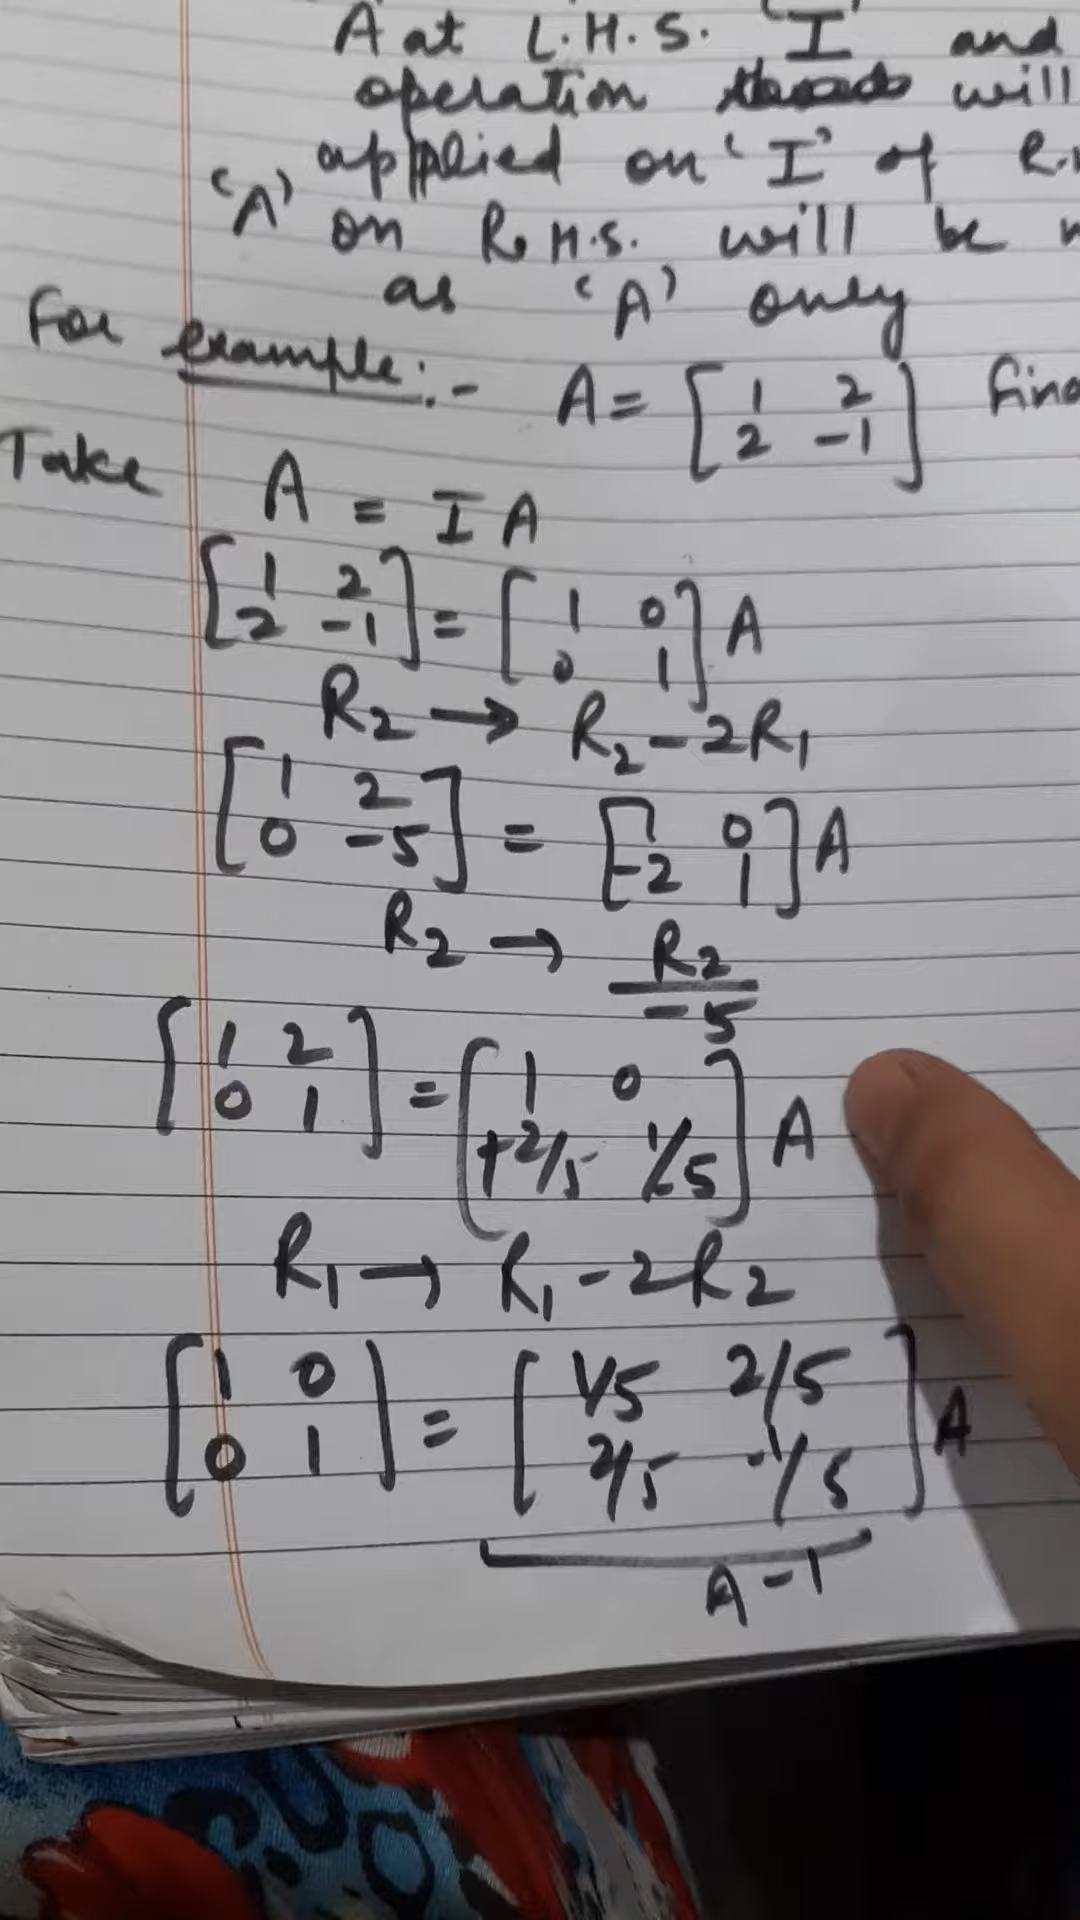 A at L.H.S. 'I' and
operation will
applied on 'I' of
'A' on R.H.S. will be
as 'A' only
For example:- A = [1 2
2 -1]
Take A = IA
[1 2 = [1 0
2 -1] 0 1] A
R2 → R2 - 2R1
[1 2 = [1 0
0 -5] -2 1] A
R2 → R2/-5
[1 2 = [1 0
0 1] +2/5 1/5] A
R1 → R1 - 2R2
[1 0 = [1/5 2/5
0 1] 2/5 -1/5] A
A-1